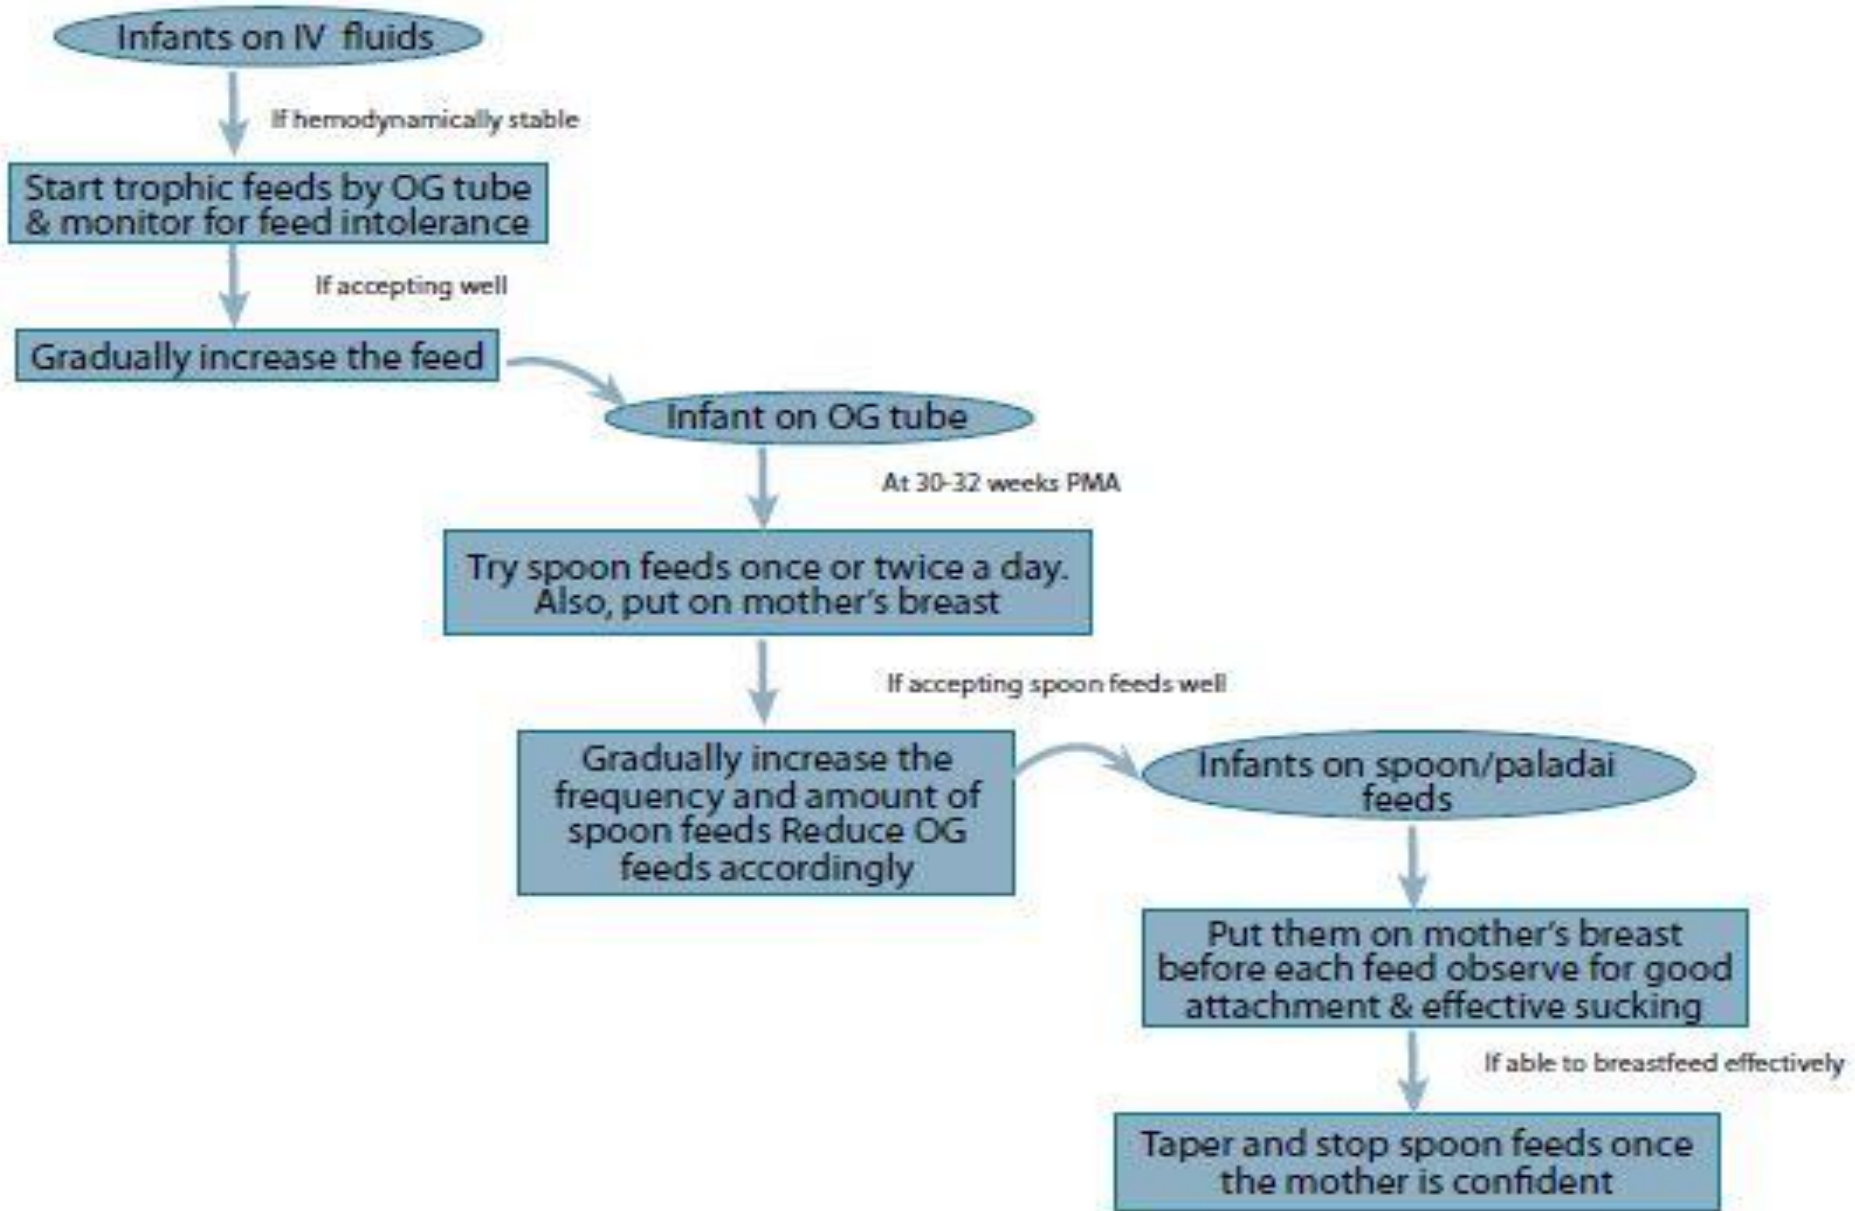 Infants on IV fluids
If hemodynamically stable
Start trophic feeds by OG tube
& monitor for feed intolerance
If accepting well
Gradually increase the feed
Infant on OG tube
At 30-32 weeks PMA
Try spoon feeds once or twice a day.
Also, put on mother's breast
If accepting spoon feeds well
Gradually increase the
frequency and amount of
spoon feeds Reduce OG
feeds accordingly
Infants on spoon/paladai
feeds
Put them on mother's breast
before each feed observe for good
attachment & effective sucking
If able to breastfeed effectively
Taper and stop spoon feeds once
the mother is confident